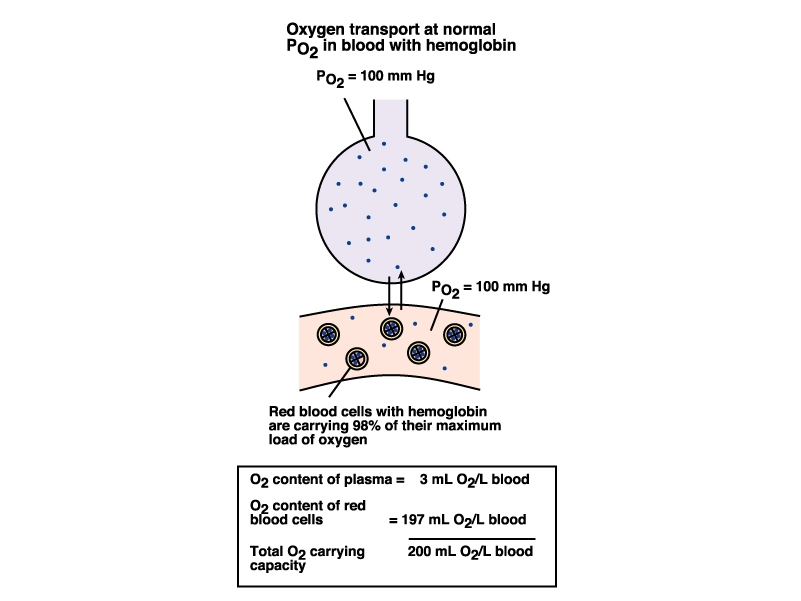 Oxygen transport at normal
PO2 in blood with hemoglobin
PO2 = 100 mm Hg
PO2 = 100 mm Hg
Red blood cells with hemoglobin
are carrying 98% of their maximum
load of oxygen
O2 content of plasma = 3 mL O2/L blood
O2 content of red
blood cells = 197 mL O2/L blood
Total O2 carrying 200 mL O2/L blood
capacity